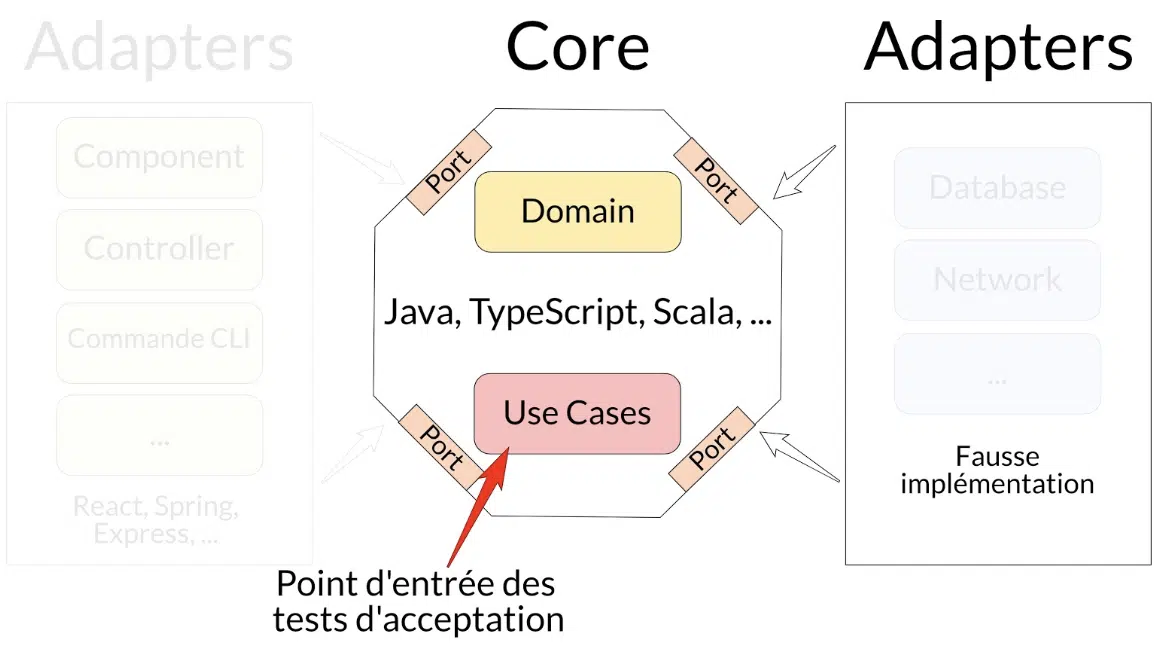 Adapters
Core
Adapters
Component
Controller
Commande CLI
...
React, Spring,
Express, ...
Port
Port
Domain
Java, TypeScript, Scala, ...
Use Cases
Port
Port
Point d'entrée des
tests d'acceptation
Database
Network
...
Fausse
implémentation